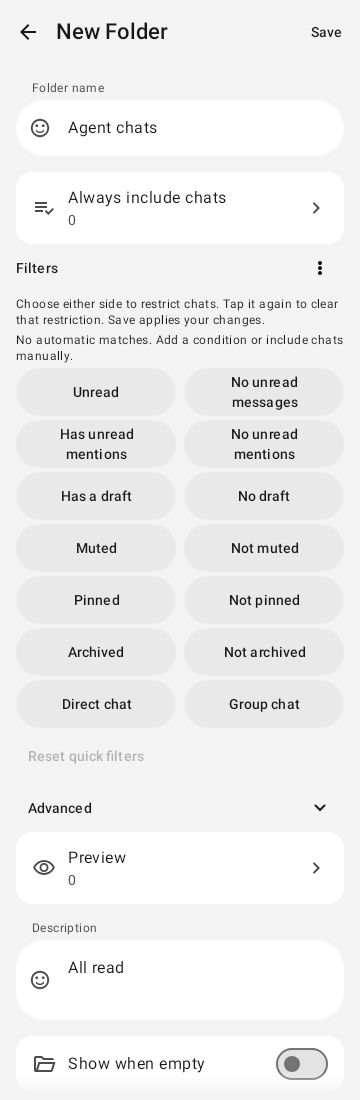 New Folder
Save
Folder name
Agent chats
Always include chats
0
Filters
Choose either side to restrict chats. Tap it again to clear
that restriction. Save applies your changes.
No automatic matches. Add a condition or include chats
manually.
Unread
No unread
messages
Has unread
mentions
No unread
mentions
Has a draft
No draft
Muted
Not muted
Pinned
Not pinned
Archived
Not archived
Direct chat
Group chat
Reset quick filters
Advanced
Preview
0
Description
All read
Show when empty